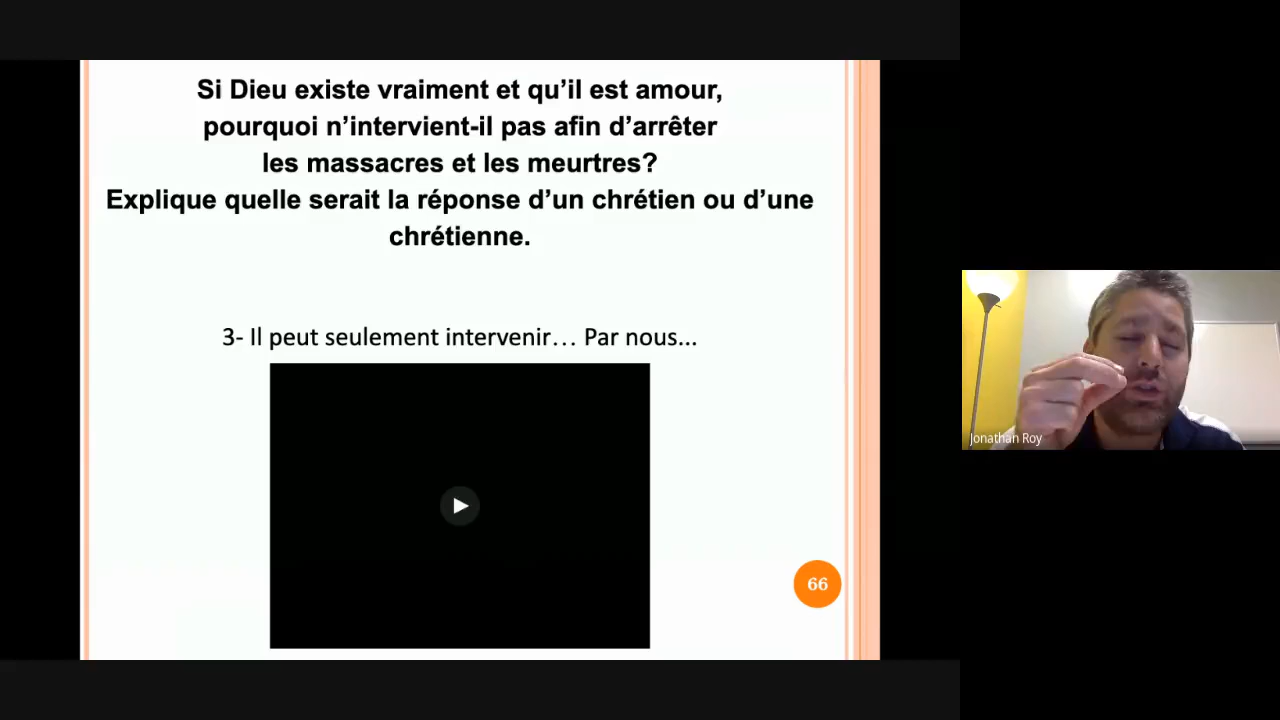 Si Dieu existe vraiment et qu’il est amour,
pourquoi n’intervient-il pas afin d’arrêter
les massacres et les meurtres?
Explique quelle serait la réponse d’un chrétien ou d’une
chrétienne.
3- Il peut seulement intervenir… Par nous...
66
Jonathan Roy